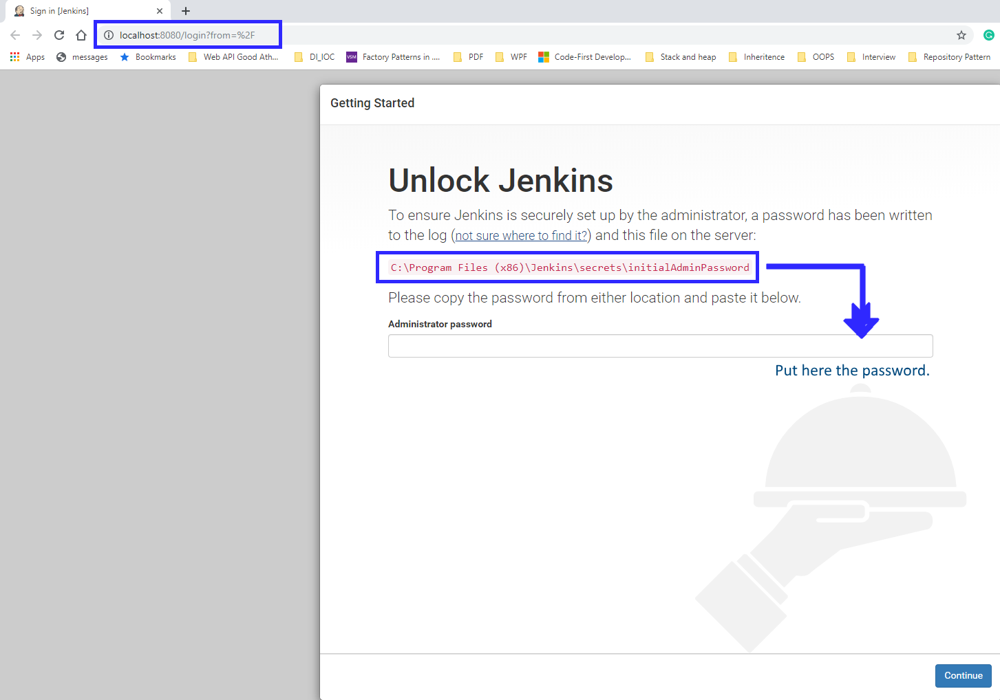 Sign in [Jenkins]
localhost:8080/login?from=%2F
Apps messages Bookmarks Web API Good Ath... DI_IOC VSM Factory Patterns in .... PDF WPF Code-First Develop... Stack and heap Inheritence OOPS Interview Repository Pattern
Getting Started
Unlock Jenkins
To ensure Jenkins is securely set up by the administrator, a password has been written
to the log (not sure where to find it?) and this file on the server:
C:\Program Files (x86)\Jenkins\secrets\initialAdminPassword
Please copy the password from either location and paste it below.
Administrator password
Put here the password.
Continue